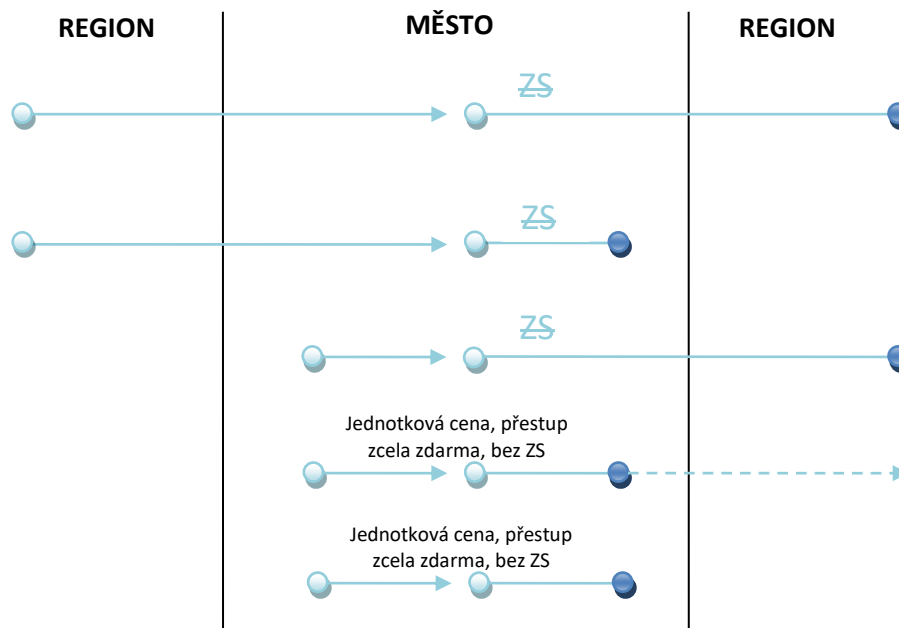 REGION
MĚSTO
REGION
ZS
ZS
ZS
Jednotková cena, přestup
zcela zdarma, bez ZS
Jednotková cena, přestup
zcela zdarma, bez ZS